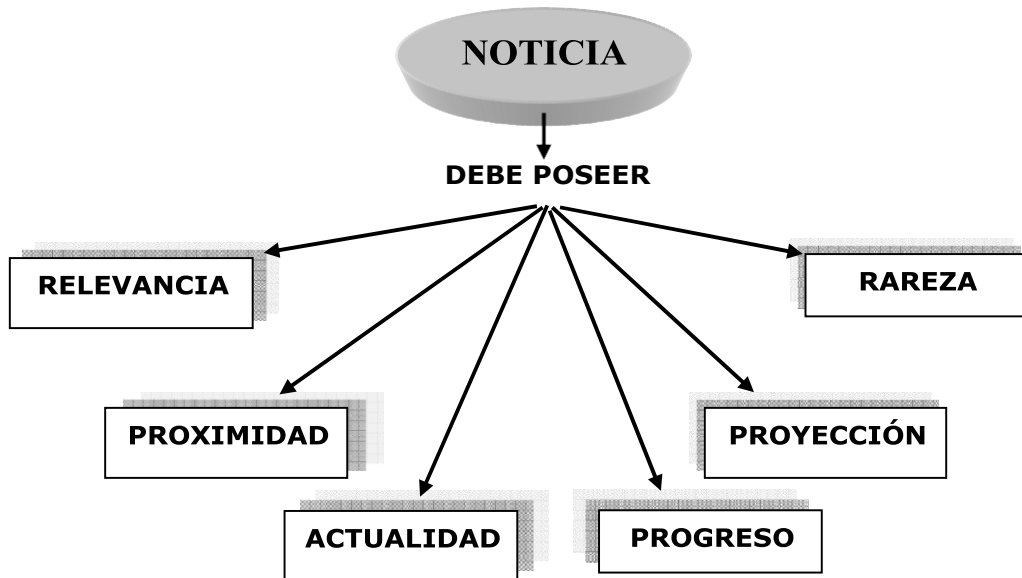 NOTICIA
DEBE POSEER
RELEVANCIA
RAREZA
PROXIMIDAD
PROYECCIÓN
ACTUALIDAD
PROGRESO